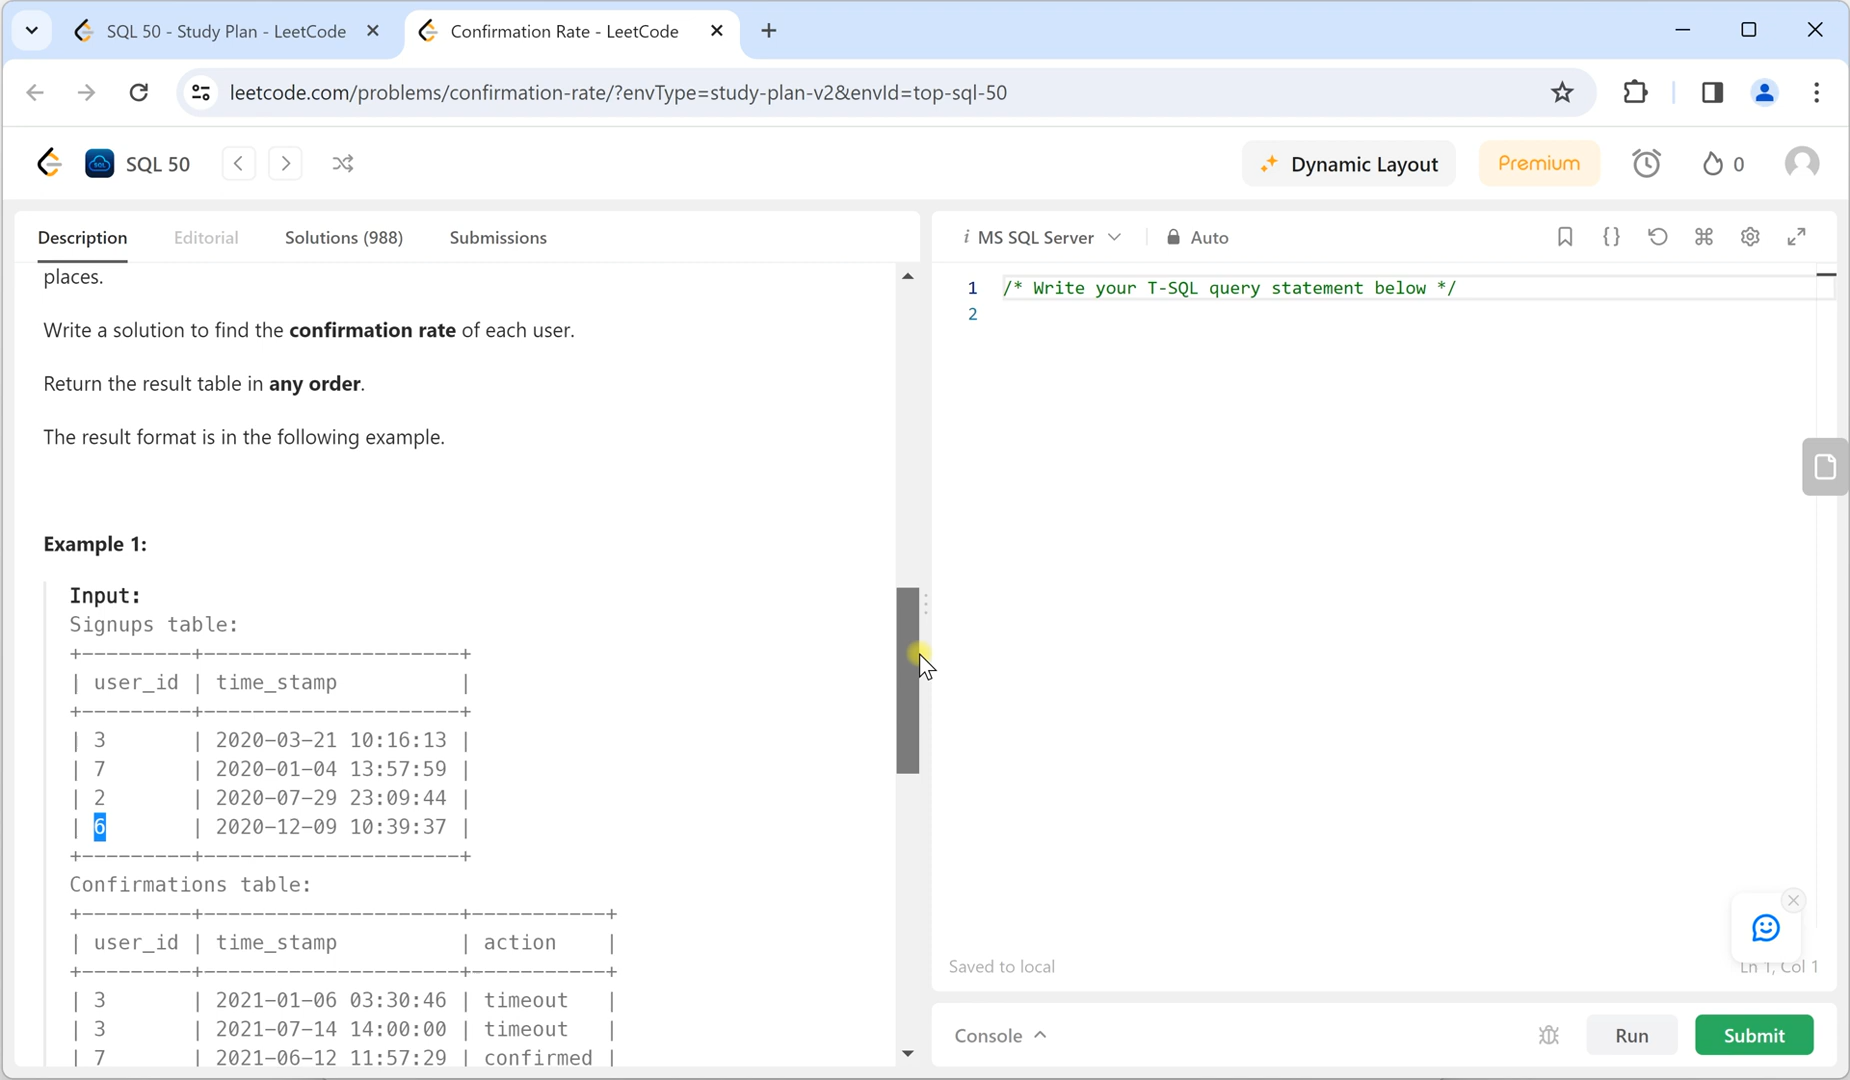 SQL 50 - Study Plan - LeetCode
Confirmation Rate - LeetCode
leetcode.com/problems/confirmation-rate/?envType=study-plan-v2&envId=top-sql-50
SQL 50
Dynamic Layout
Premium
0
Description
Editorial
Solutions (988)
Submissions
places.
Write a solution to find the confirmation rate of each user.
Return the result table in any order.
The result format is in the following example.
Example 1:
Input:
Signups table:
+---------+---------------------+
| user_id | time_stamp          |
+---------+---------------------+
| 3       | 2020-03-21 10:16:13 |
| 7       | 2020-01-04 13:57:59 |
| 2       | 2020-07-29 23:09:44 |
| 6       | 2020-12-09 10:39:37 |
+---------+---------------------+
Confirmations table:
+---------+---------------------+-----------+
| user_id | time_stamp          | action    |
+---------+---------------------+-----------+
| 3       | 2021-01-06 03:30:46 | timeout   |
| 3       | 2021-07-14 14:00:00 | timeout   |
| 7       | 2021-06-12 11:57:29 | confirmed |
i MS SQL Server
Auto
1 /* Write your T-SQL query statement below */
2
Saved to local
Ln 1, Col 1
Console
Run
Submit